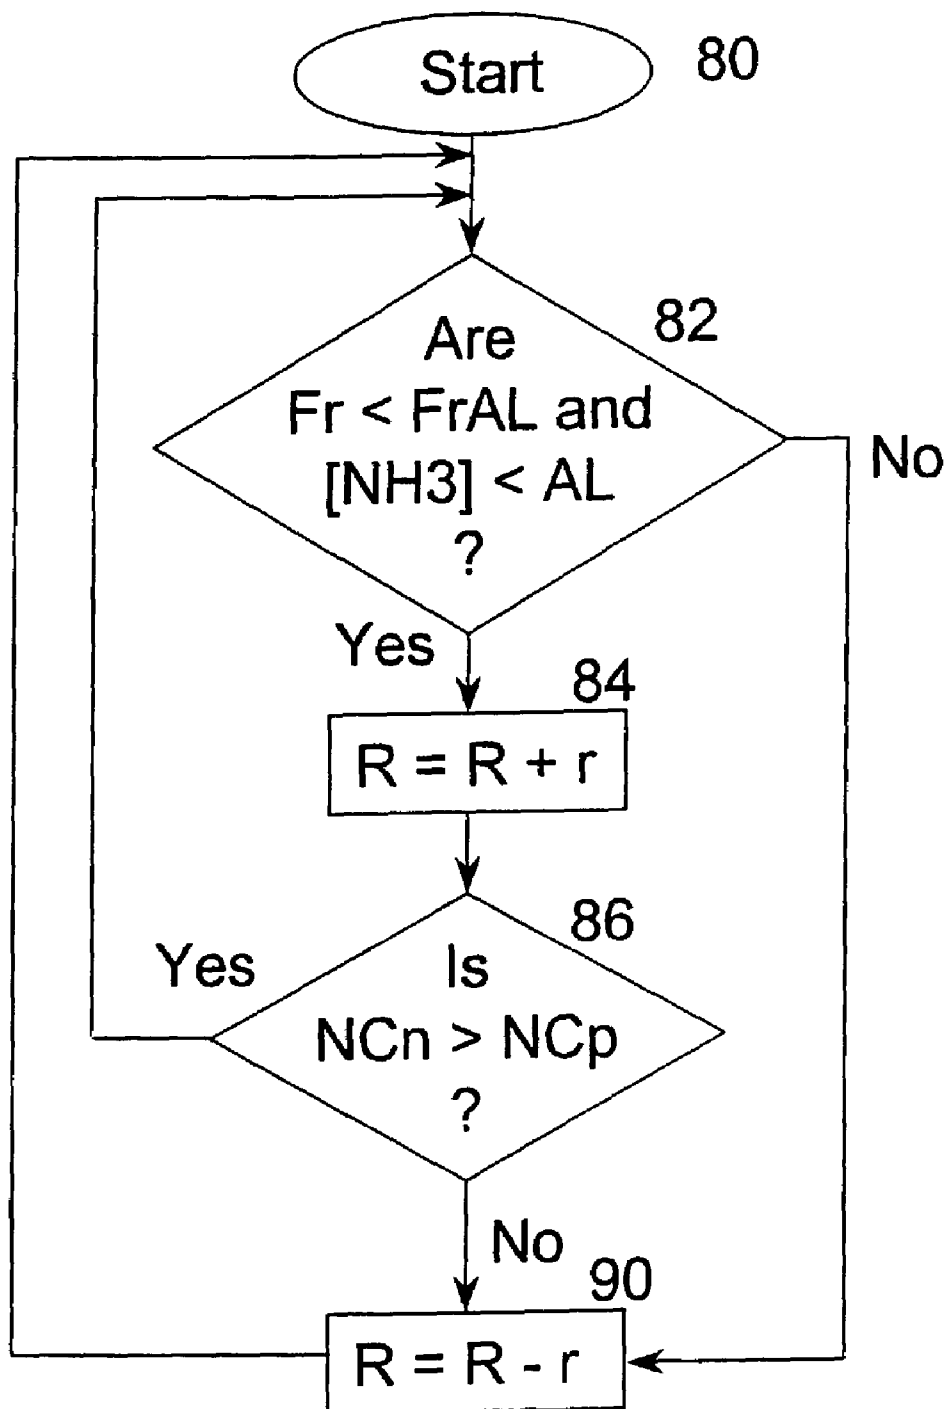 Start
80
82
Are
Fr < FrAL and
[NH3] < AL
?
No
Yes
84
R = R + r
86
Yes
Is
NCn > NCp
?
No
90
R = R - r